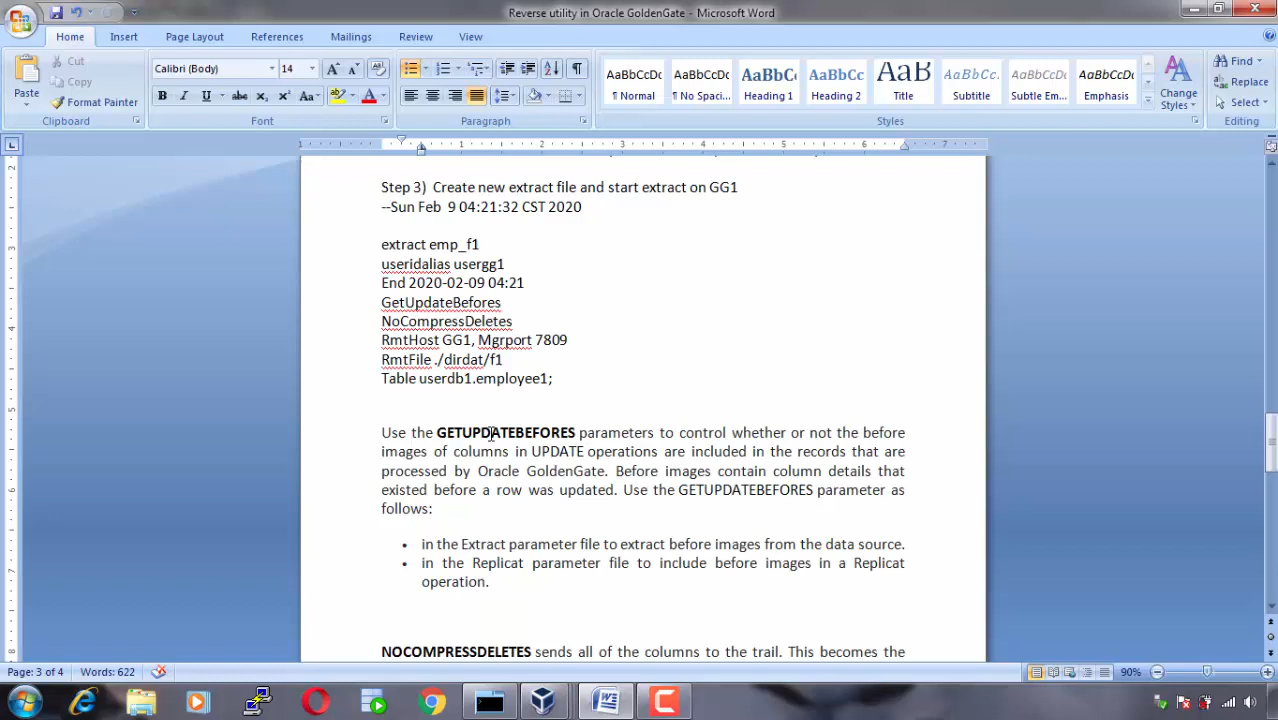 Reverse utility in Oracle GoldenGate - Microsoft Word
Home Insert Page Layout References Mailings Review View
Paste
Cut
Copy
Format Painter
Clipboard
Calibri (Body) 14
Font
Paragraph
AaBbCcDc AaBbCcDc AaBbCc AaBbCc AaB AaBbCc. AaBbCcDc AaBbCcDc
¶ Normal ¶ No Spaci... Heading 1 Heading 2 Title Subtitle Subtle Em... Emphasis
Change Styles
Styles
Find
Replace
Select
Editing
1 1 2 3 4 5 6 7
Step 3) Create new extract file and start extract on GG1
--Sun Feb 9 04:21:32 CST 2020
extract emp_f1
useridalias usergg1
End 2020-02-09 04:21
GetUpdateBefores
NoCompressDeletes
RmtHost GG1, Mgrport 7809
RmtFile ./dirdat/f1
Table userdb1.employee1;
Use the GETUPDATEBEFORES parameters to control whether or not the before
images of columns in UPDATE operations are included in the records that are
processed by Oracle GoldenGate. Before images contain column details that
existed before a row was updated. Use the GETUPDATEBEFORES parameter as
follows:
• in the Extract parameter file to extract before images from the data source.
• in the Replicat parameter file to include before images in a Replicat
operation.
NOCOMPRESSDELETES sends all of the columns to the trail. This becomes the
Page: 3 of 4 Words: 622 90%